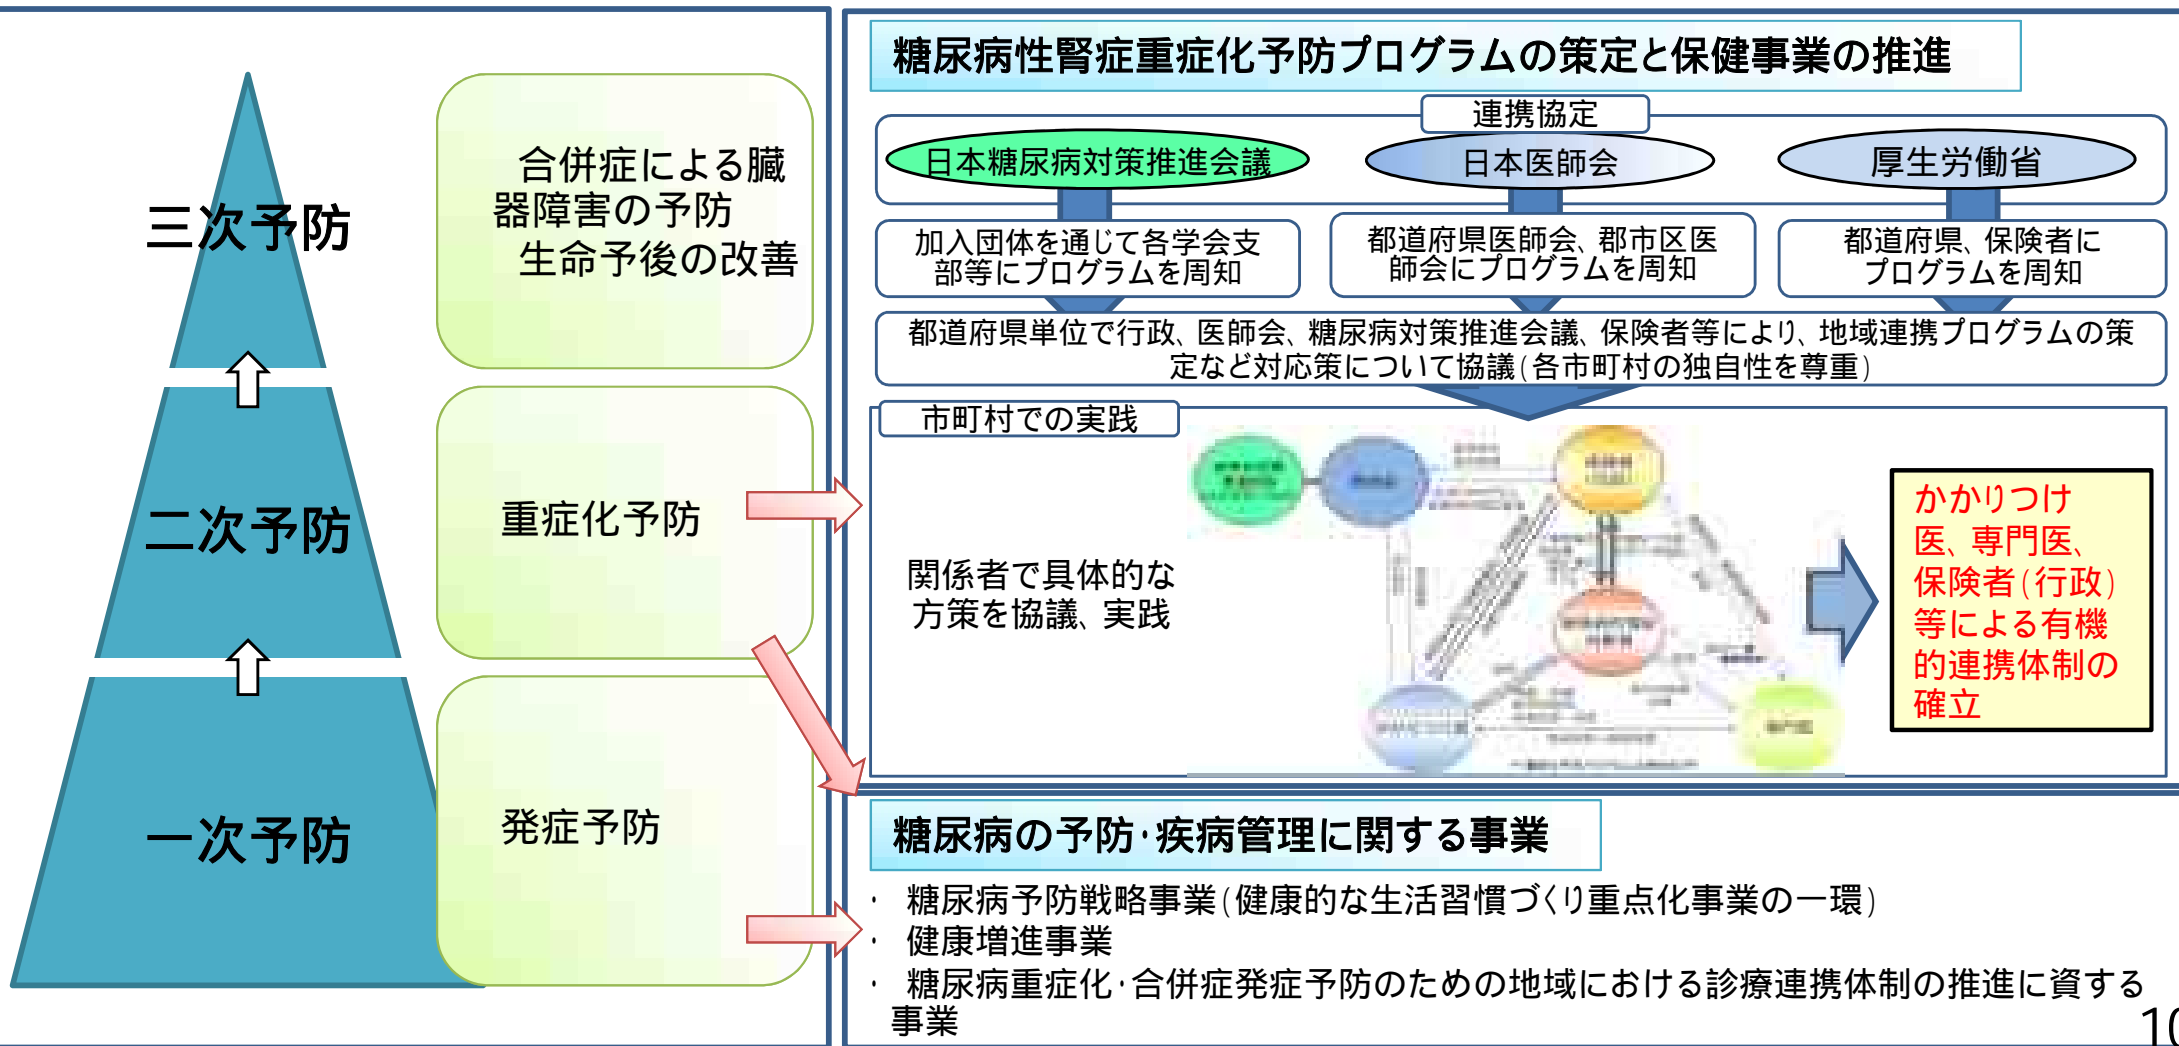 三次予防
合併症による臓
器障害の予防
生命予後の改善
二次予防
重症化予防
一次予防
発症予防
糖尿病性腎症重症化予防プログラムの策定と保健事業の推進
連携協定
日本糖尿病対策推進会議
日本医師会
厚生労働省
加入団体を通じて各学会支
部等にプログラムを周知
都道府県医師会、郡市区医
師会にプログラムを周知
都道府県、保険者に
プログラムを周知
都道府県単位で行政、医師会、糖尿病対策推進会議、保険者等により、地域連携プログラムの策
定など対応策について協議(各市町村の独自性を尊重)
市町村での実践
関係者で具体的な
方策を協議、実践
かかりつけ
医、専門医、
保険者(行政)
等による有機
的連携体制の
確立
糖尿病の予防・疾病管理に関する事業
・ 糖尿病予防戦略事業(健康的な生活習慣づくり重点化事業の一環)
・ 健康増進事業
・ 糖尿病重症化・合併症発症予防のための地域における診療連携体制の推進に資する
事業
10